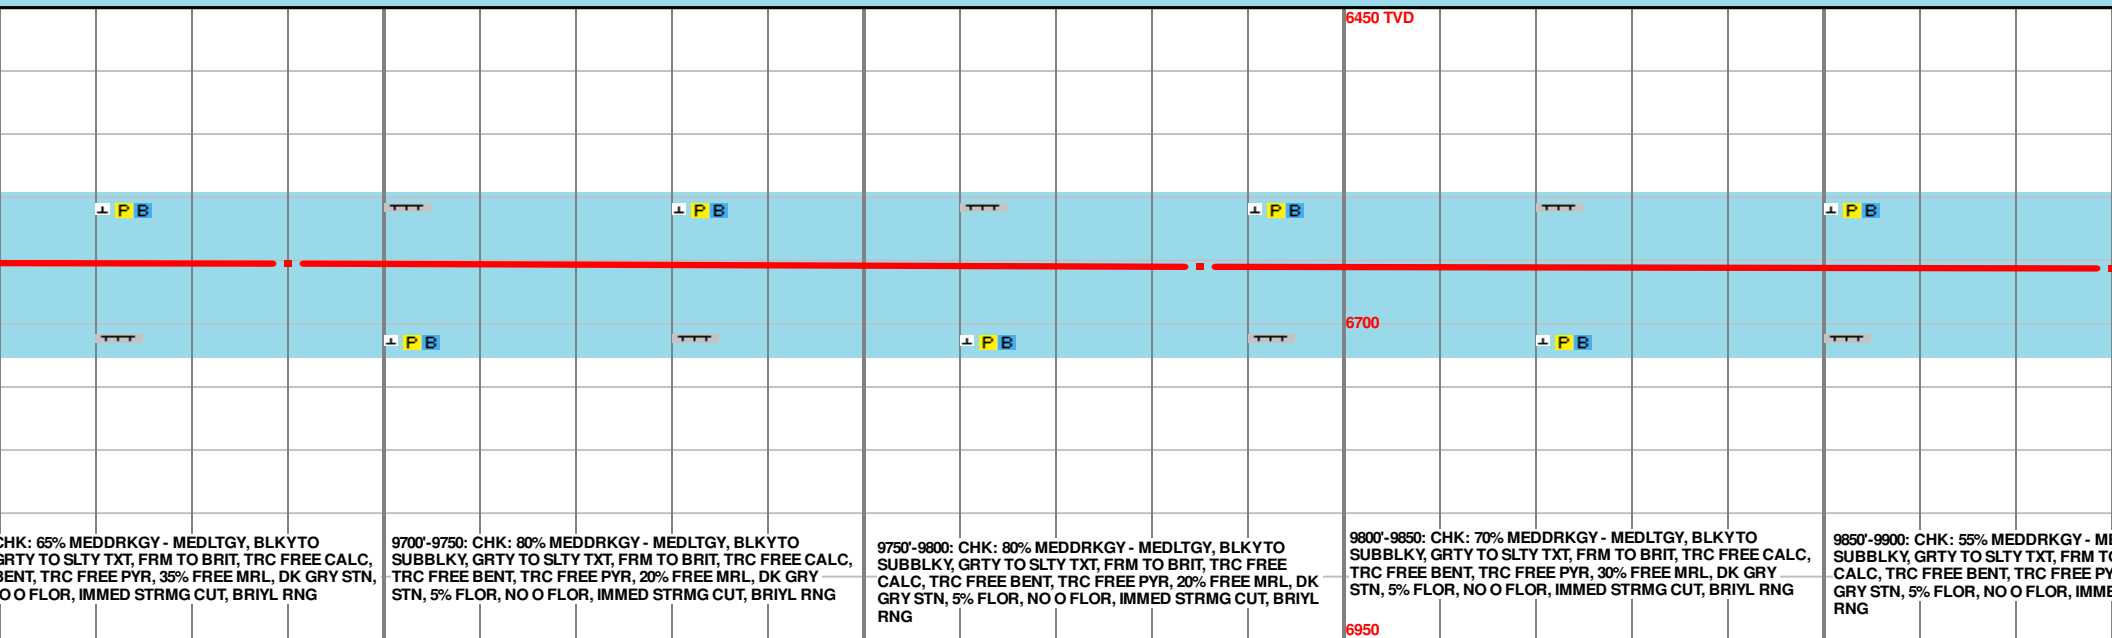 6450 TVD
P B
P B
P B
P B
6700
P B
P B
P B
CHK: 65% MEDDRKGY - MEDLTGY, BLKY TO
GRTY TO SLTY TXT, FRM TO BRIT, TRC FREE CALC,
BENT, TRC FREE PYR, 35% FREE MRL, DK GRY STN,
O FLOR, IMMED STRMG CUT, BRIYL RNG
9700'-9750: CHK: 80% MEDDRKGY - MEDLTGY, BLKY TO
SUBBLKY, GRTY TO SLTY TXT, FRM TO BRIT, TRC FREE CALC,
TRC FREE BENT, TRC FREE PYR, 20% FREE MRL, DK GRY
STN, 5% FLOR, NO O FLOR, IMMED STRMG CUT, BRIYL RNG
9750'-9800: CHK: 80% MEDDRKGY - MEDLTGY, BLKY TO
SUBBLKY, GRTY TO SLTY TXT, FRM TO BRIT, TRC FREE
CALC, TRC FREE BENT, TRC FREE PYR, 20% FREE MRL, DK
GRY STN, 5% FLOR, NO O FLOR, IMMED STRMG CUT, BRIYL
RNG
9800'-9850: CHK: 70% MEDDRKGY - MEDLTGY, BLKY TO
SUBBLKY, GRTY TO SLTY TXT, FRM TO BRIT, TRC FREE CALC,
TRC FREE BENT, TRC FREE PYR, 30% FREE MRL, DK GRY
STN, 5% FLOR, NO O FLOR, IMMED STRMG CUT, BRIYL RNG
9850'-9900: CHK: 55% MEDDRKGY -
SUBBLKY, GRTY TO SLTY TXT, FRM
CALC, TRC FREE BENT, TRC FREE
GRY STN, 5% FLOR, NO O FLOR,
RNG
6950